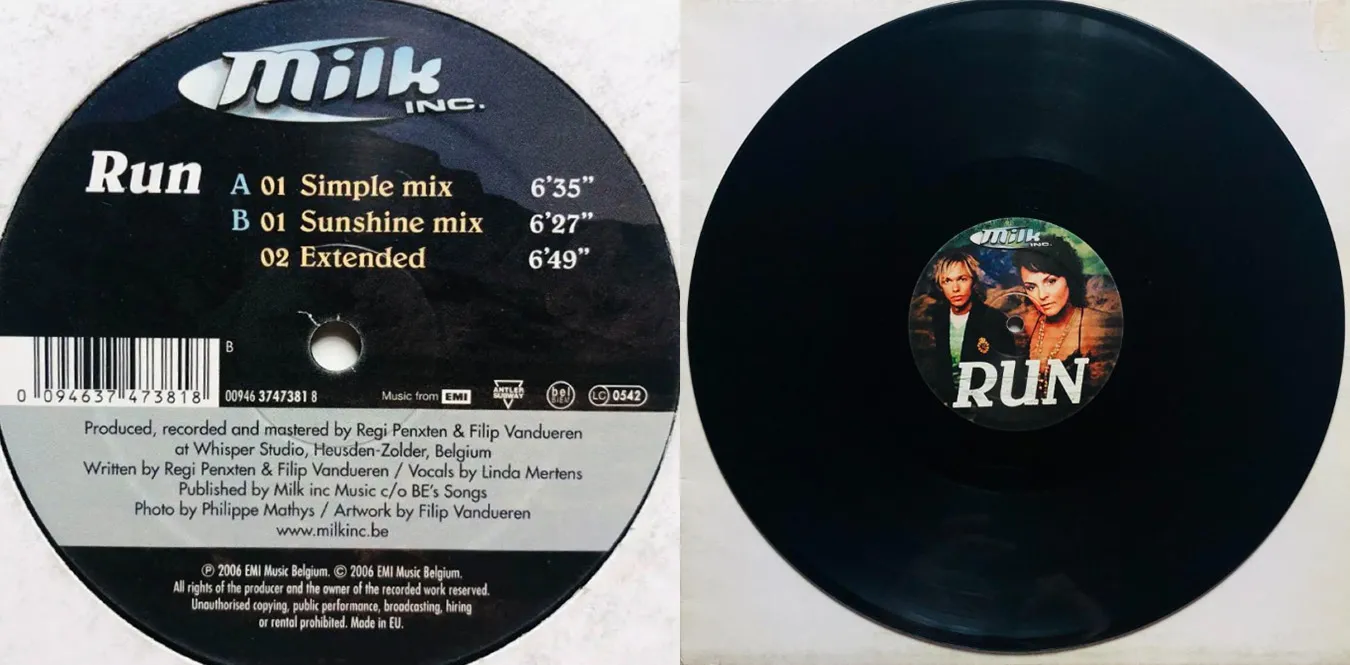 Milk
INC.
Run
A 01 Simple mix 6'35"
B 01 Sunshine mix 6'27"
02 Extended 6'49"
B
0 094637 473818
00946 3747381 8
Music from EMI
ANTLER
SUBWAY
bel
BIEM
LC 0542
Produced, recorded and mastered by Regi Penxten & Filip Vandueren
at Whisper Studio, Heusden-Zolder, Belgium
Written by Regi Penxten & Filip Vandueren / Vocals by Linda Mertens
Published by Milk inc Music c/o BE's Songs
Photo by Philippe Mathys / Artwork by Filip Vandueren
www.milkinc.be
℗ 2006 EMI Music Belgium. © 2006 EMI Music Belgium.
All rights of the producer and the owner of the recorded work reserved.
Unauthorised copying, public performance, broadcasting, hiring
or rental prohibited. Made in EU.
Milk
INC.
RUN